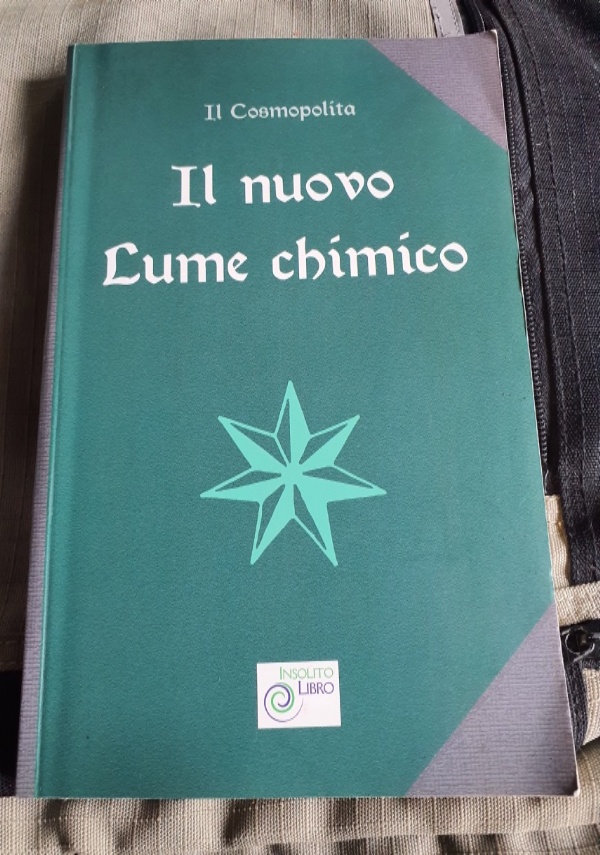 Il Cosmopolita
Il nuovo
Lume chimico
INSOLITO
LIBRO